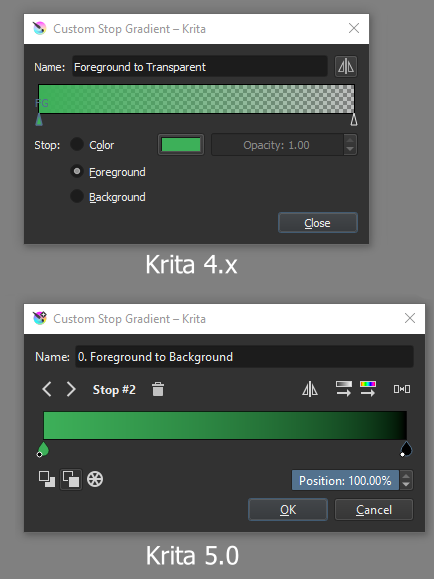 Custom Stop Gradient – Krita
Name: Foreground to Transparent
FG
Stop: Color Opacity: 1.00
Foreground
Background
Close
Krita 4.x
Custom Stop Gradient – Krita
Name: 0. Foreground to Background
Stop #2
Position: 100.00%
OK Cancel
Krita 5.0